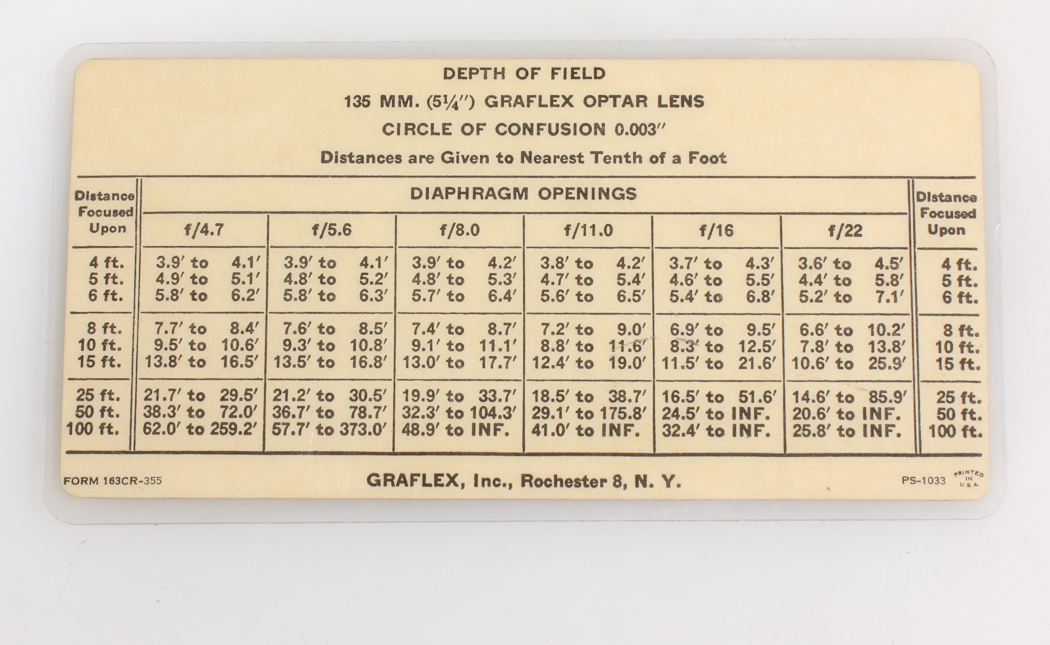 DEPTH OF FIELD
135 MM. (5¼″) GRAFLEX OPTAR LENS
CIRCLE OF CONFUSION 0.003″
Distances are Given to Nearest Tenth of a Foot
Distance Focused Upon DIAPHRAGM OPENINGS Distance Focused Upon
f/4.7 f/5.6 f/8.0 f/11.0 f/16 f/22
4 ft. 3.9′ to 4.1′ 3.9′ to 4.1′ 3.9′ to 4.2′ 3.8′ to 4.2′ 3.7′ to 4.3′ 3.6′ to 4.5′ 4 ft.
5 ft. 4.9′ to 5.1′ 4.8′ to 5.2′ 4.8′ to 5.3′ 4.7′ to 5.4′ 4.6′ to 5.5′ 4.4′ to 5.8′ 5 ft.
6 ft. 5.8′ to 6.2′ 5.8′ to 6.3′ 5.7′ to 6.4′ 5.6′ to 6.5′ 5.4′ to 6.8′ 5.2′ to 7.1′ 6 ft.
8 ft. 7.7′ to 8.4′ 7.6′ to 8.5′ 7.4′ to 8.7′ 7.2′ to 9.0′ 6.9′ to 9.5′ 6.6′ to 10.2′ 8 ft.
10 ft. 9.5′ to 10.6′ 9.3′ to 10.8′ 9.1′ to 11.1′ 8.8′ to 11.6′ 8.3′ to 12.5′ 7.8′ to 13.8′ 10 ft.
15 ft. 13.8′ to 16.5′ 13.5′ to 16.8′ 13.0′ to 17.7′ 12.4′ to 19.0′ 11.5′ to 21.6′ 10.6′ to 25.9′ 15 ft.
25 ft. 21.7′ to 29.5′ 21.2′ to 30.5′ 19.9′ to 33.7′ 18.5′ to 38.7′ 16.5′ to 51.6′ 14.6′ to 85.9′ 25 ft.
50 ft. 38.3′ to 72.0′ 36.7′ to 78.7′ 32.3′ to 104.3′ 29.1′ to 175.8′ 24.5′ to INF. 20.6′ to INF. 50 ft.
100 ft. 62.0′ to 259.2′ 57.7′ to 373.0′ 48.9′ to INF. 41.0′ to INF. 32.4′ to INF. 25.8′ to INF. 100 ft.
FORM 163CR-355 GRAFLEX, Inc., Rochester 8, N. Y. PS-1033 PRINTED IN U.S.A.